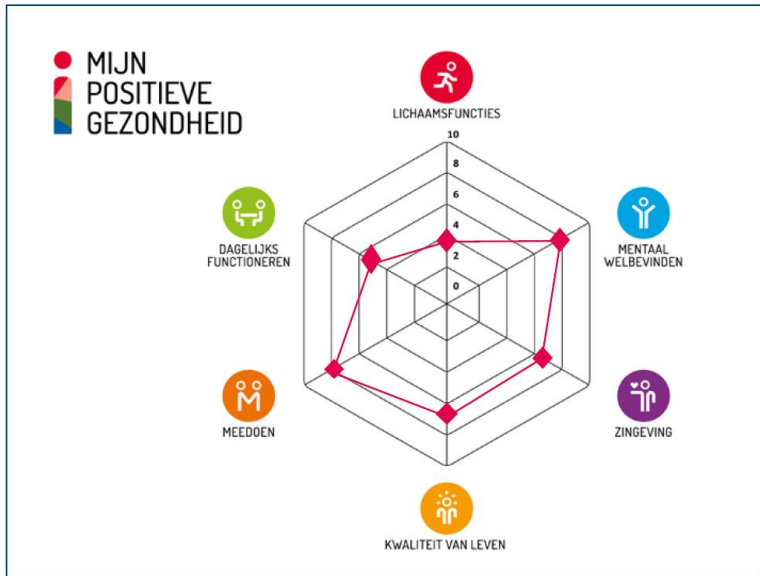 MIJN
POSITIEVE
GEZONDHEID
LICHAAMSFUNCTIES
10
8
6
4
2
0
DAGELIJKS
FUNCTIONEREN
MENTAAL
WELBEVINDEN
MEEDOEN
ZINGEVING
KWALITEIT VAN LEVEN